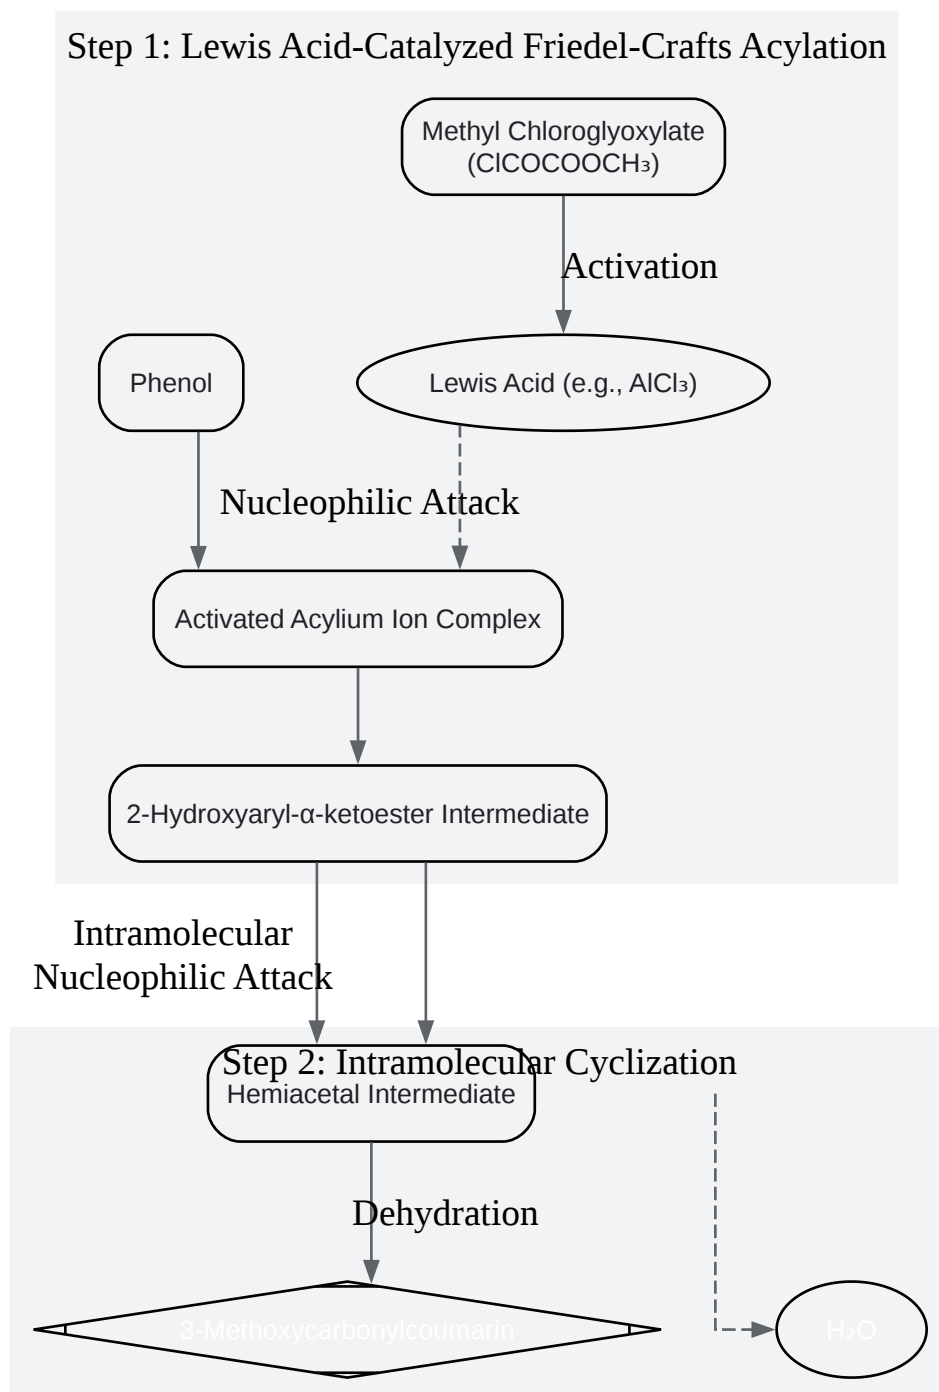 Step 1: Lewis Acid-Catalyzed Friedel-Crafts Acylation
Methyl Chloroglyoxylate
(ClCOCOOCH₃)
Activation
Phenol
Lewis Acid (e.g., AlCl₃)
Nucleophilic Attack
Activated Acylium Ion Complex
2-Hydroxyaryl-α-ketoester Intermediate
Intramolecular
Nucleophilic Attack
Step 2: Intramolecular Cyclization
Hemiacetal Intermediate
Dehydration
3-Methoxycarbonylcoumarin
H₂O